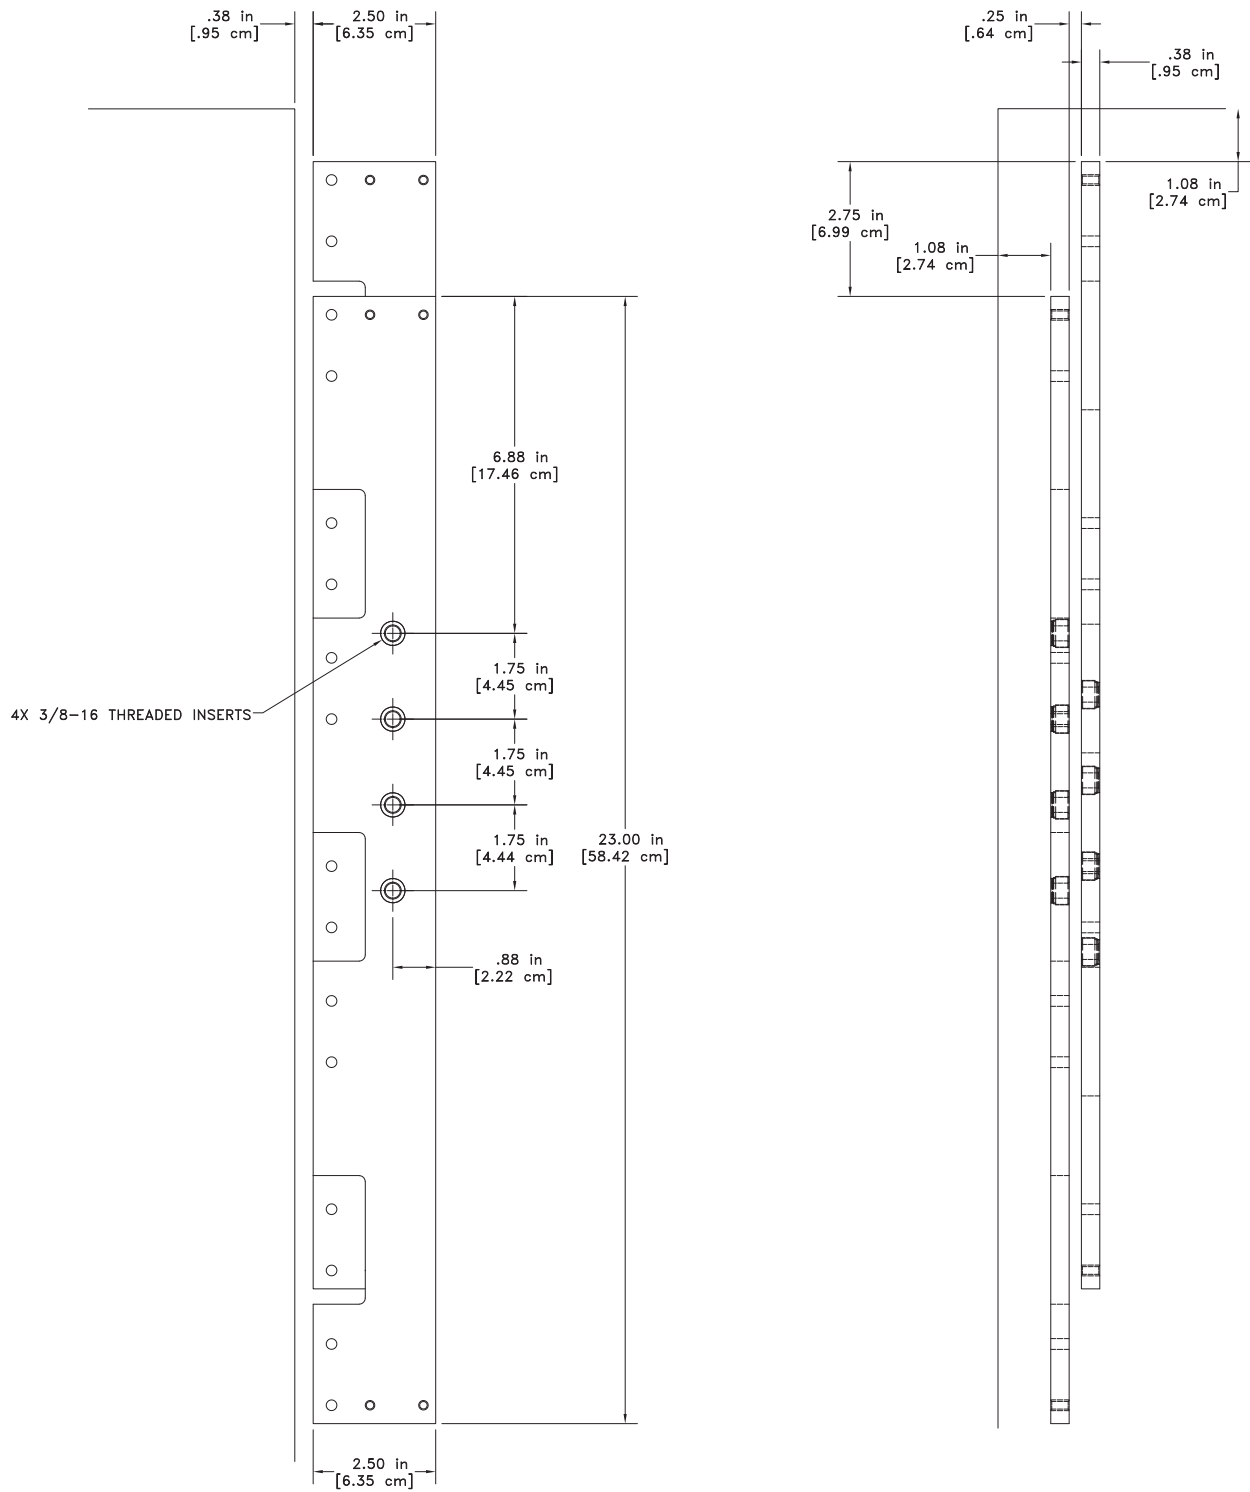 .38 in
[.95 cm]
2.50 in
[6.35 cm]
.25 in
[.64 cm]
.38 in
[.95 cm]
1.08 in
[2.74 cm]
2.75 in
[6.99 cm]
1.08 in
[2.74 cm]
6.88 in
[17.46 cm]
1.75 in
[4.45 cm]
4X 3/8-16 THREADED INSERTS
1.75 in
[4.45 cm]
1.75 in
[4.44 cm]
23.00 in
[58.42 cm]
.88 in
[2.22 cm]
2.50 in
[6.35 cm]